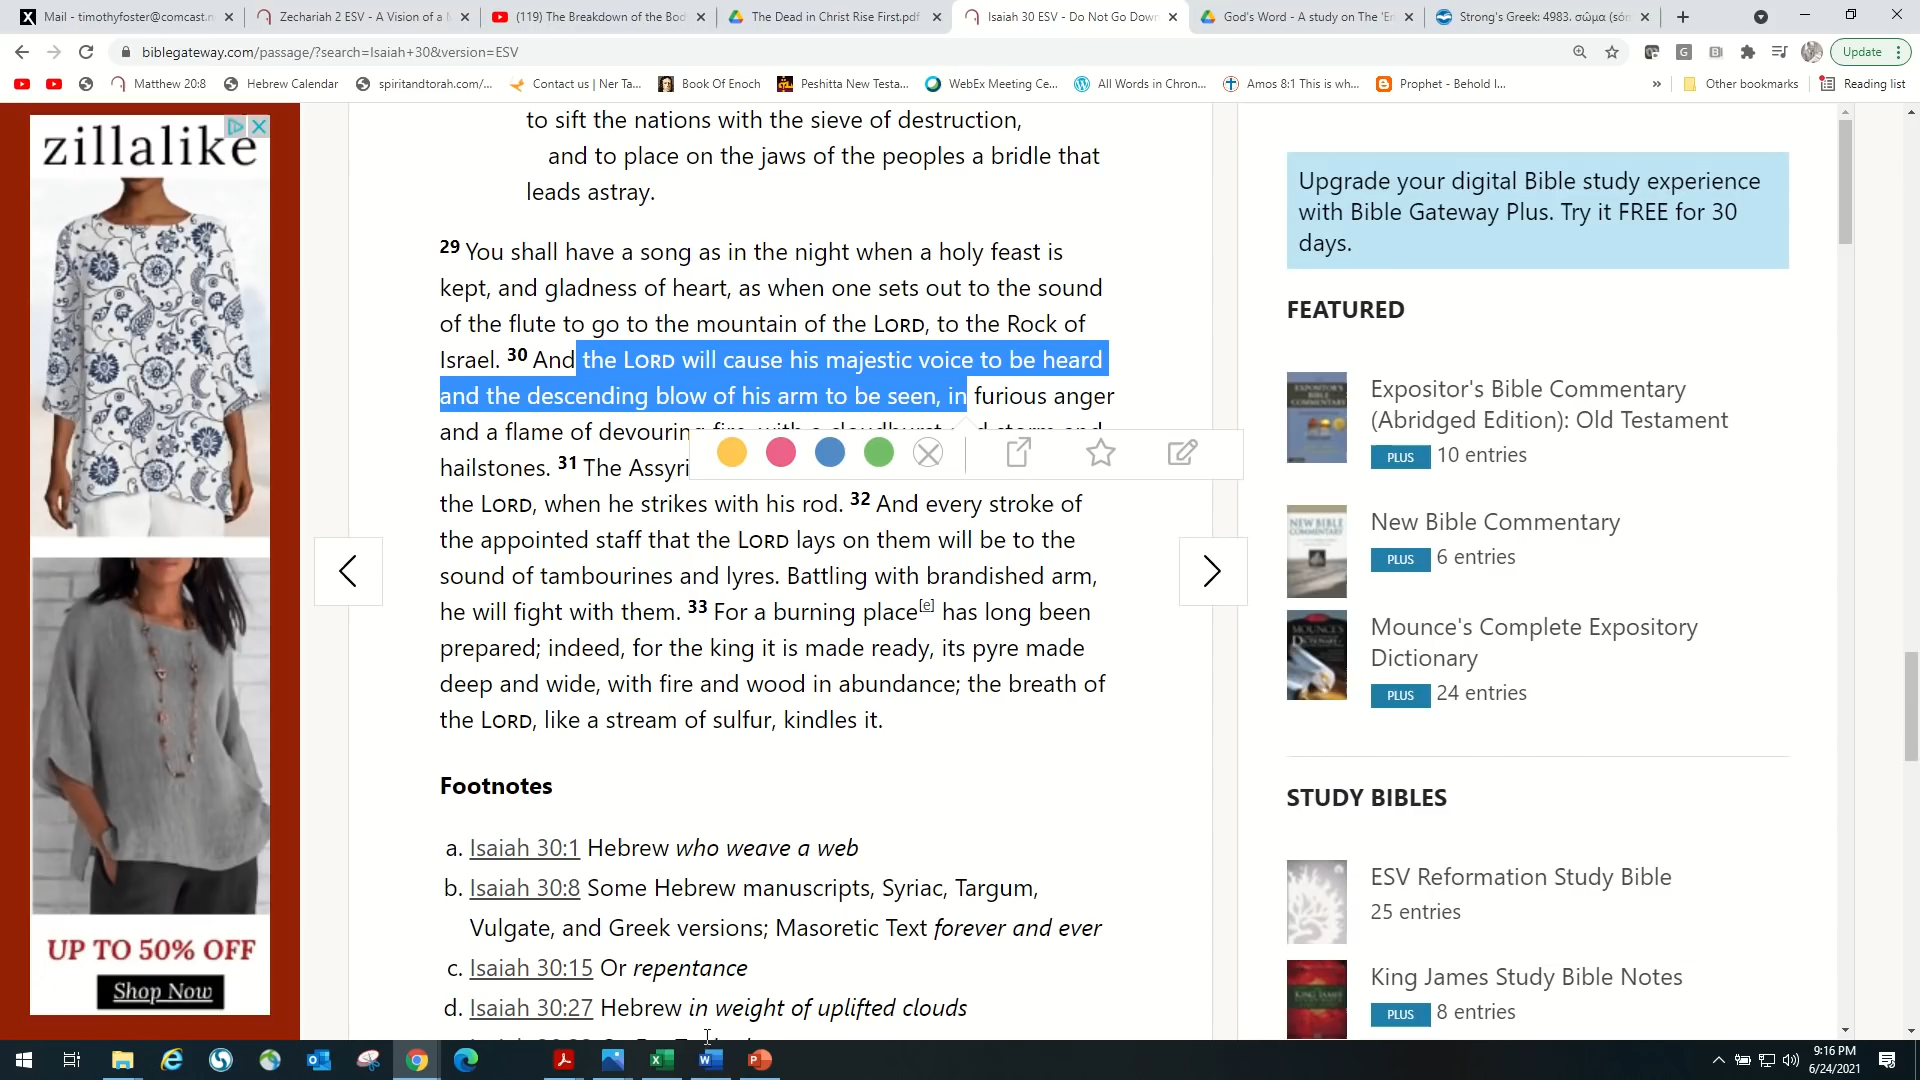 Mail - timothyfoster@comcast.n
Zechariah 2 ESV - A Vision of a
(119) The Breakdown of the Bod
The Dead in Christ Rise First.pdf
Isaiah 30 ESV - Do Not Go Down
God's Word - A study on The 'En
Strong's Greek: 4983. σῶμα (són
biblegateway.com/passage/?search=Isaiah+30&version=ESV
Update
Matthew 20:8
Hebrew Calendar
spiritandtorah.com/...
Contact us | Ner Ta...
Book Of Enoch
Peshitta New Testa...
WebEx Meeting Ce...
All Words in Chron...
Amos 8:1 This is wh...
Prophet - Behold I...
»
Other bookmarks
Reading list
zillalike
UP TO 50% OFF
Shop Now
to sift the nations with the sieve of destruction,
and to place on the jaws of the peoples a bridle that
leads astray.
29 You shall have a song as in the night when a holy feast is
kept, and gladness of heart, as when one sets out to the sound
of the flute to go to the mountain of the LORD, to the Rock of
Israel. 30 And the LORD will cause his majestic voice to be heard
and the descending blow of his arm to be seen, in furious anger
and a flame of devouring
hailstones. 31 The Assyri
the LORD, when he strikes with his rod. 32 And every stroke of
the appointed staff that the LORD lays on them will be to the
sound of tambourines and lyres. Battling with brandished arm,
he will fight with them. 33 For a burning place[e] has long been
prepared; indeed, for the king it is made ready, its pyre made
deep and wide, with fire and wood in abundance; the breath of
the LORD, like a stream of sulfur, kindles it.
Footnotes
a. Isaiah 30:1 Hebrew who weave a web
b. Isaiah 30:8 Some Hebrew manuscripts, Syriac, Targum,
Vulgate, and Greek versions; Masoretic Text forever and ever
c. Isaiah 30:15 Or repentance
d. Isaiah 30:27 Hebrew in weight of uplifted clouds
Upgrade your digital Bible study experience
with Bible Gateway Plus. Try it FREE for 30
days.
FEATURED
Expositor's Bible Commentary
(Abridged Edition): Old Testament
PLUS 10 entries
New Bible Commentary
PLUS 6 entries
Mounce's Complete Expository
Dictionary
PLUS 24 entries
STUDY BIBLES
ESV Reformation Study Bible
25 entries
King James Study Bible Notes
PLUS 8 entries
9:16 PM
6/24/2021